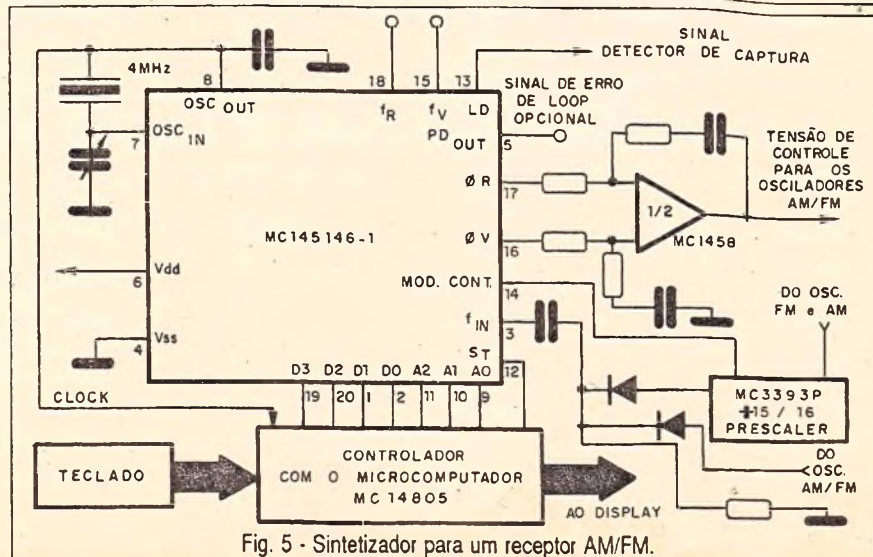 4MHz
8
OSC OUT
7
OSC IN
18
fR
15
fV
13
LD
SINAL
DETECTOR DE CAPTURA
SINAL DE ERRO
DE LOOP
OPCIONAL
PD OUT
5
TENSÃO DE
CONTROLE
PARA OS
OSCILADORES
AM/FM
ØR
17
1/2
MC1458
MC145146-1
ØV
16
Vdd
6
MOD. CONT.
14
fIN
3
DO OSC.
FM e AM
Vss
4
ST
12
D3 D2 D1 D0 A2 A1 A0
19 20 1 2 11 10 9
MC3393P
÷15 / 16
PRESCALER
CLOCK
TECLADO
CONTROLADOR
COM O MICROCOMPUTADOR
MC 14805
AO DISPLAY
DO
OSC.
AM/FM
Fig. 5 - Sintetizador para um receptor AM/FM.